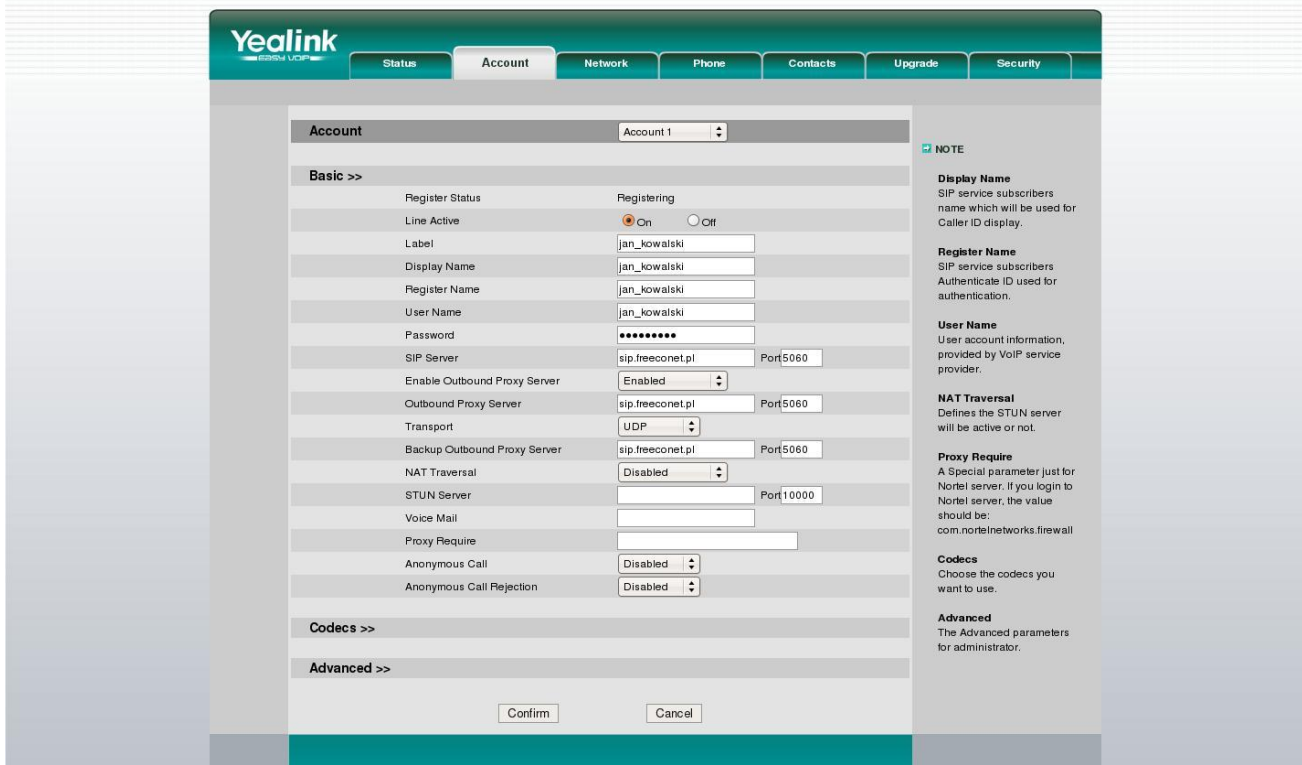 Yealink
EASY VOIP
Status Account Network Phone Contacts Upgrade Security
Account Account 1
Basic >>
Register Status Registering
Line Active On Off
Label jan_kowalski
Display Name jan_kowalski
Register Name jan_kowalski
User Name jan_kowalski
Password •••••••••
SIP Server sip.freeconet.pl Port 5060
Enable Outbound Proxy Server Enabled
Outbound Proxy Server sip.freeconet.pl Port 5060
Transport UDP
Backup Outbound Proxy Server sip.freeconet.pl Port 5060
NAT Traversal Disabled
STUN Server Port 10000
Voice Mail
Proxy Require
Anonymous Call Disabled
Anonymous Call Rejection Disabled
Codecs >>
Advanced >>
Confirm Cancel
NOTE
Display Name
SIP service subscribers
name which will be used for
Caller ID display.
Register Name
SIP service subscribers
Authenticate ID used for
authentication.
User Name
User account information,
provided by VoIP service
provider.
NAT Traversal
Defines the STUN server
will be active or not.
Proxy Require
A Special parameter just for
Nortel server. If you login to
Nortel server, the value
should be:
com.nortelnetworks.firewall
Codecs
Choose the codecs you
want to use.
Advanced
The Advanced parameters
for administrator.